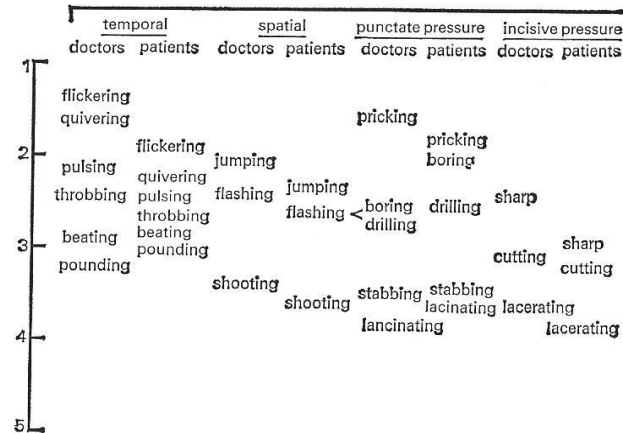 temporal spatial punctate pressure incisive pressure
doctors patients doctors patients doctors patients doctors patients
1
flickering
quivering pricking
flickering pricking
2 jumping boring
pulsing quivering
throbbing pulsing flashing jumping sharp
throbbing flashing < boring drilling
beating beating drilling
3 pounding sharp
pounding cutting cutting
shooting stabbing stabbing
shooting lacinating lacerating
lancinating lacerating
4
5